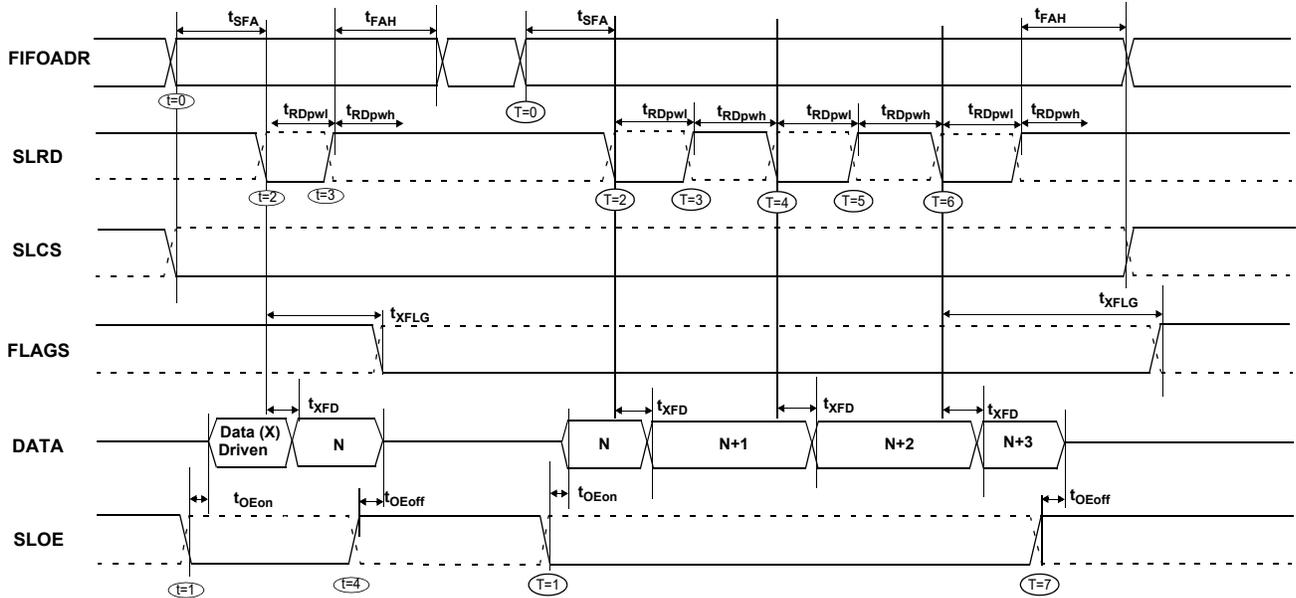 tSFA tFAH tSFA tFAH
FIFOADR
t=0 T=0
tRDpwl tRDpwh tRDpwl tRDpwh tRDpwl tRDpwh tRDpwl tRDpwh
SLRD
t=2 t=3 T=2 T=3 T=4 T=5 T=6
SLCS
tXFLG tXFLG
FLAGS
tXFD tXFD tXFD tXFD
DATA
Data (X)
Driven
N N N+1 N+2 N+3
tOEon tOEoff tOEon tOEoff
SLOE
t=1 t=4 T=1 T=7